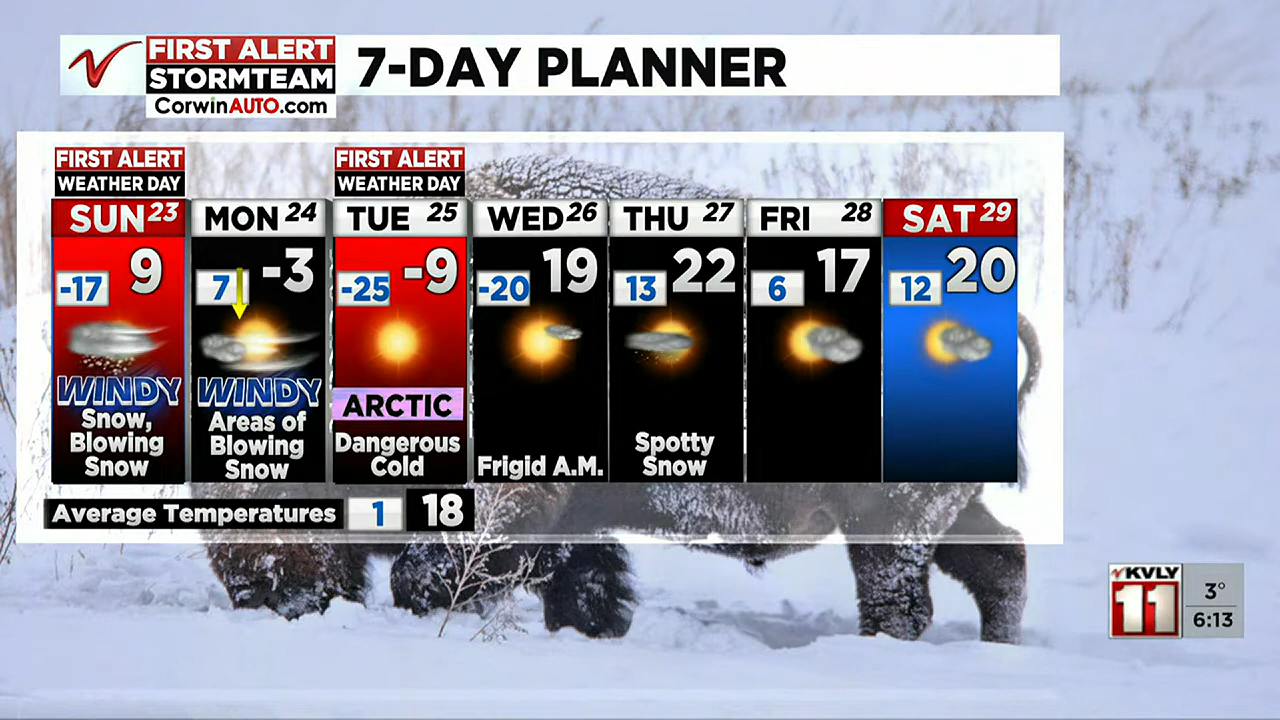 FIRST ALERT
STORMTEAM
CorwinAUTO.com
7-DAY PLANNER
FIRST ALERT
WEATHER DAY
SUN 23
9
-17
WINDY
Snow,
Blowing
Snow
MON 24
-3
7
WINDY
Areas of
Blowing
Snow
FIRST ALERT
WEATHER DAY
TUE 25
-9
-25
ARCTIC
Dangerous
Cold
WED 26
19
-20
Frigid A.M.
THU 27
22
13
Spotty
Snow
FRI 28
17
6
SAT 29
20
12
Average Temperatures 1 18
KVLY
11
3°
6:13